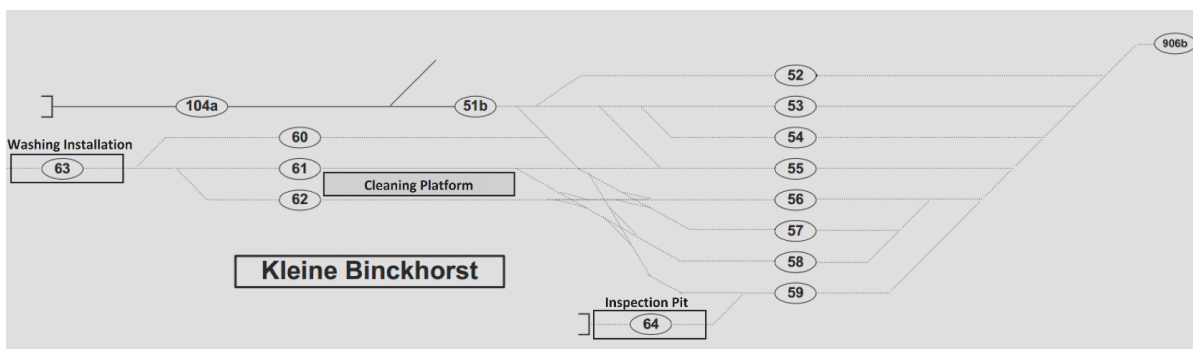 906b
52
104a
51b
53
60
54
Washing Installation
63
61
55
Cleaning Platform
62
56
57
Kleine Binckhorst
58
59
Inspection Pit
64